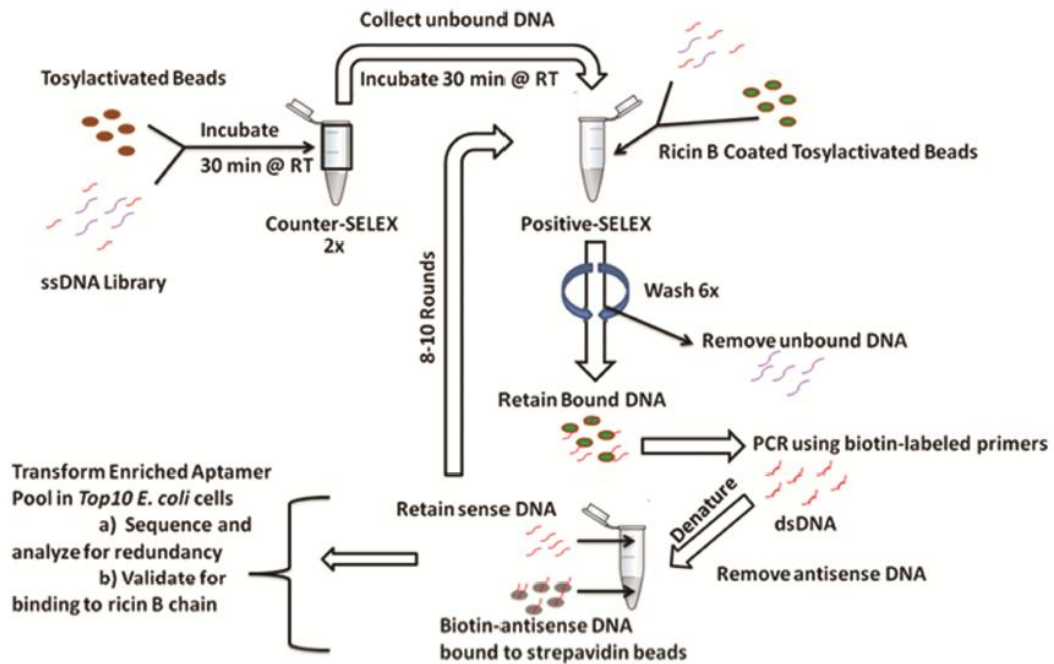 Collect unbound DNA
Incubate 30 min @ RT
Tosylactivated Beads
Incubate
30 min @ RT
ssDNA Library
Counter-SELEX
2x
Ricin B Coated Tosylactivated Beads
Positive-SELEX
8-10 Rounds
Wash 6x
Remove unbound DNA
Retain Bound DNA
PCR using biotin-labeled primers
dsDNA
Denature
Remove antisense DNA
Retain sense DNA
Biotin-antisense DNA
bound to strepavidin beads
Transform Enriched Aptamer
Pool in Top10 E. coli cells
a) Sequence and
analyze for redundancy
b) Validate for
binding to ricin B chain